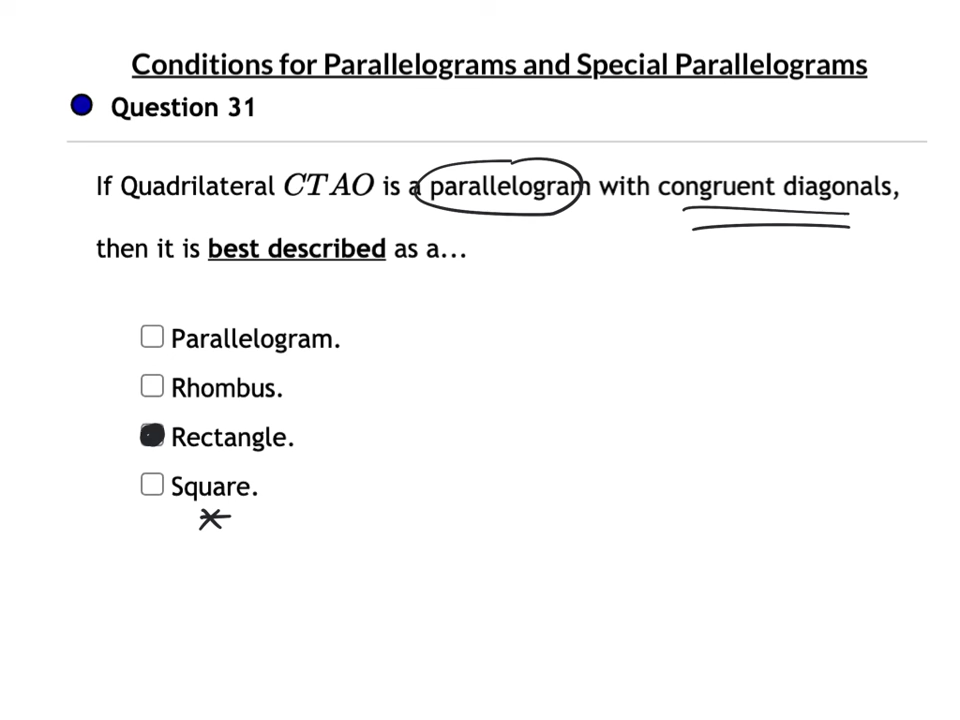 Conditions for Parallelograms and Special Parallelograms
Question 31
If Quadrilateral CTAO is a parallelogram with congruent diagonals,
then it is best described as a...
Parallelogram.
Rhombus.
Rectangle.
Square.